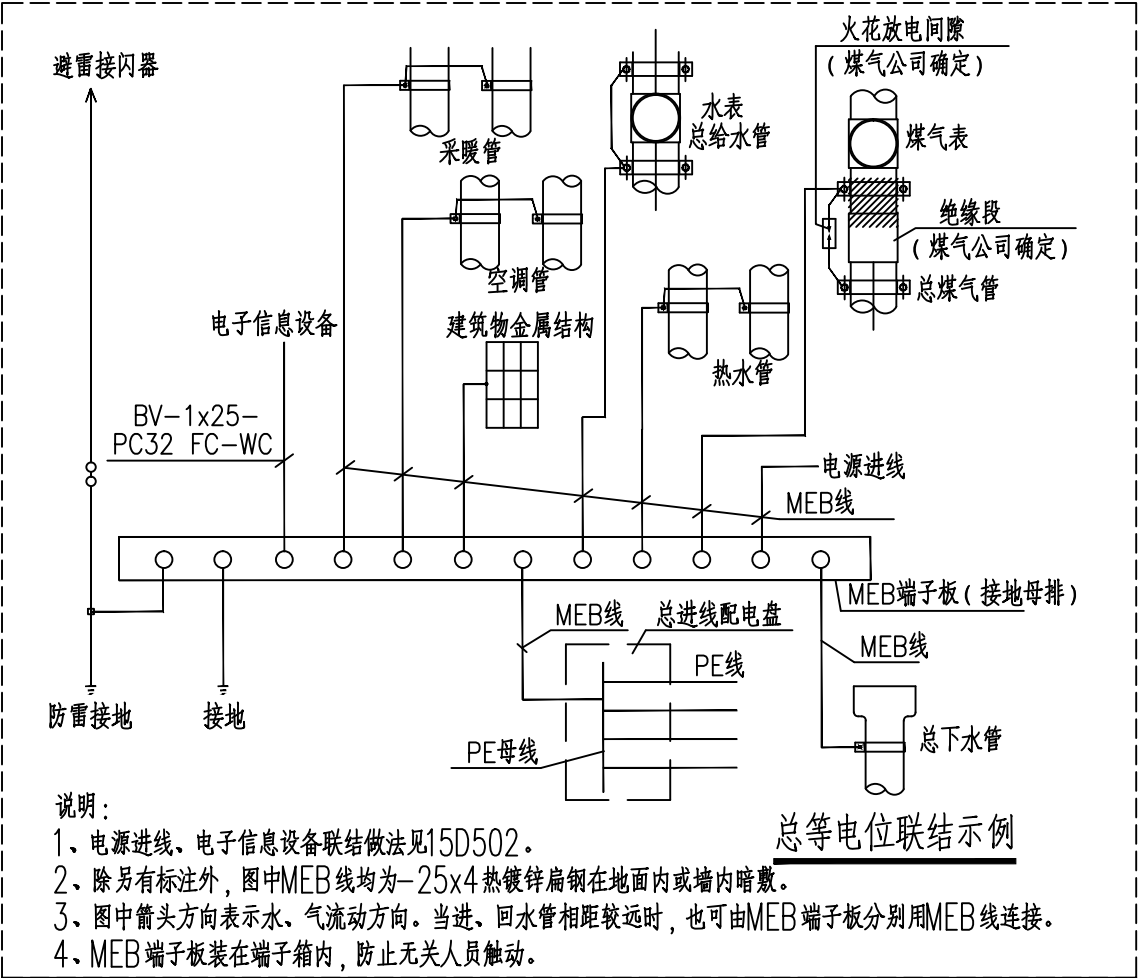 避雷接闪器
火花放电间隙
(煤气公司确定)
采暖管
水表
总给水管
煤气表
绝缘段
(煤气公司确定)
空调管
总煤气管
电子信息设备
建筑物金属结构
热水管
BV-1x25-
PC32 FC-WC
电源进线
MEB线
MEB端子板(接地母排)
MEB线
总进线配电盘
MEB线
PE线
防雷接地
接地
总下水管
PE母线
说明:
1、电源进线、电子信息设备联结做法见15D502。
总等电位联结示例
2、除另有标注外,图中MEB线均为-25x4热镀锌扁钢在地面内或墙内暗敷。
3、图中箭头方向表示水、气流动方向。当进、回水管相距较远时,也可由MEB端子板分别用MEB线连接。
4、MEB端子板装在端子箱内,防止无关人员触动。